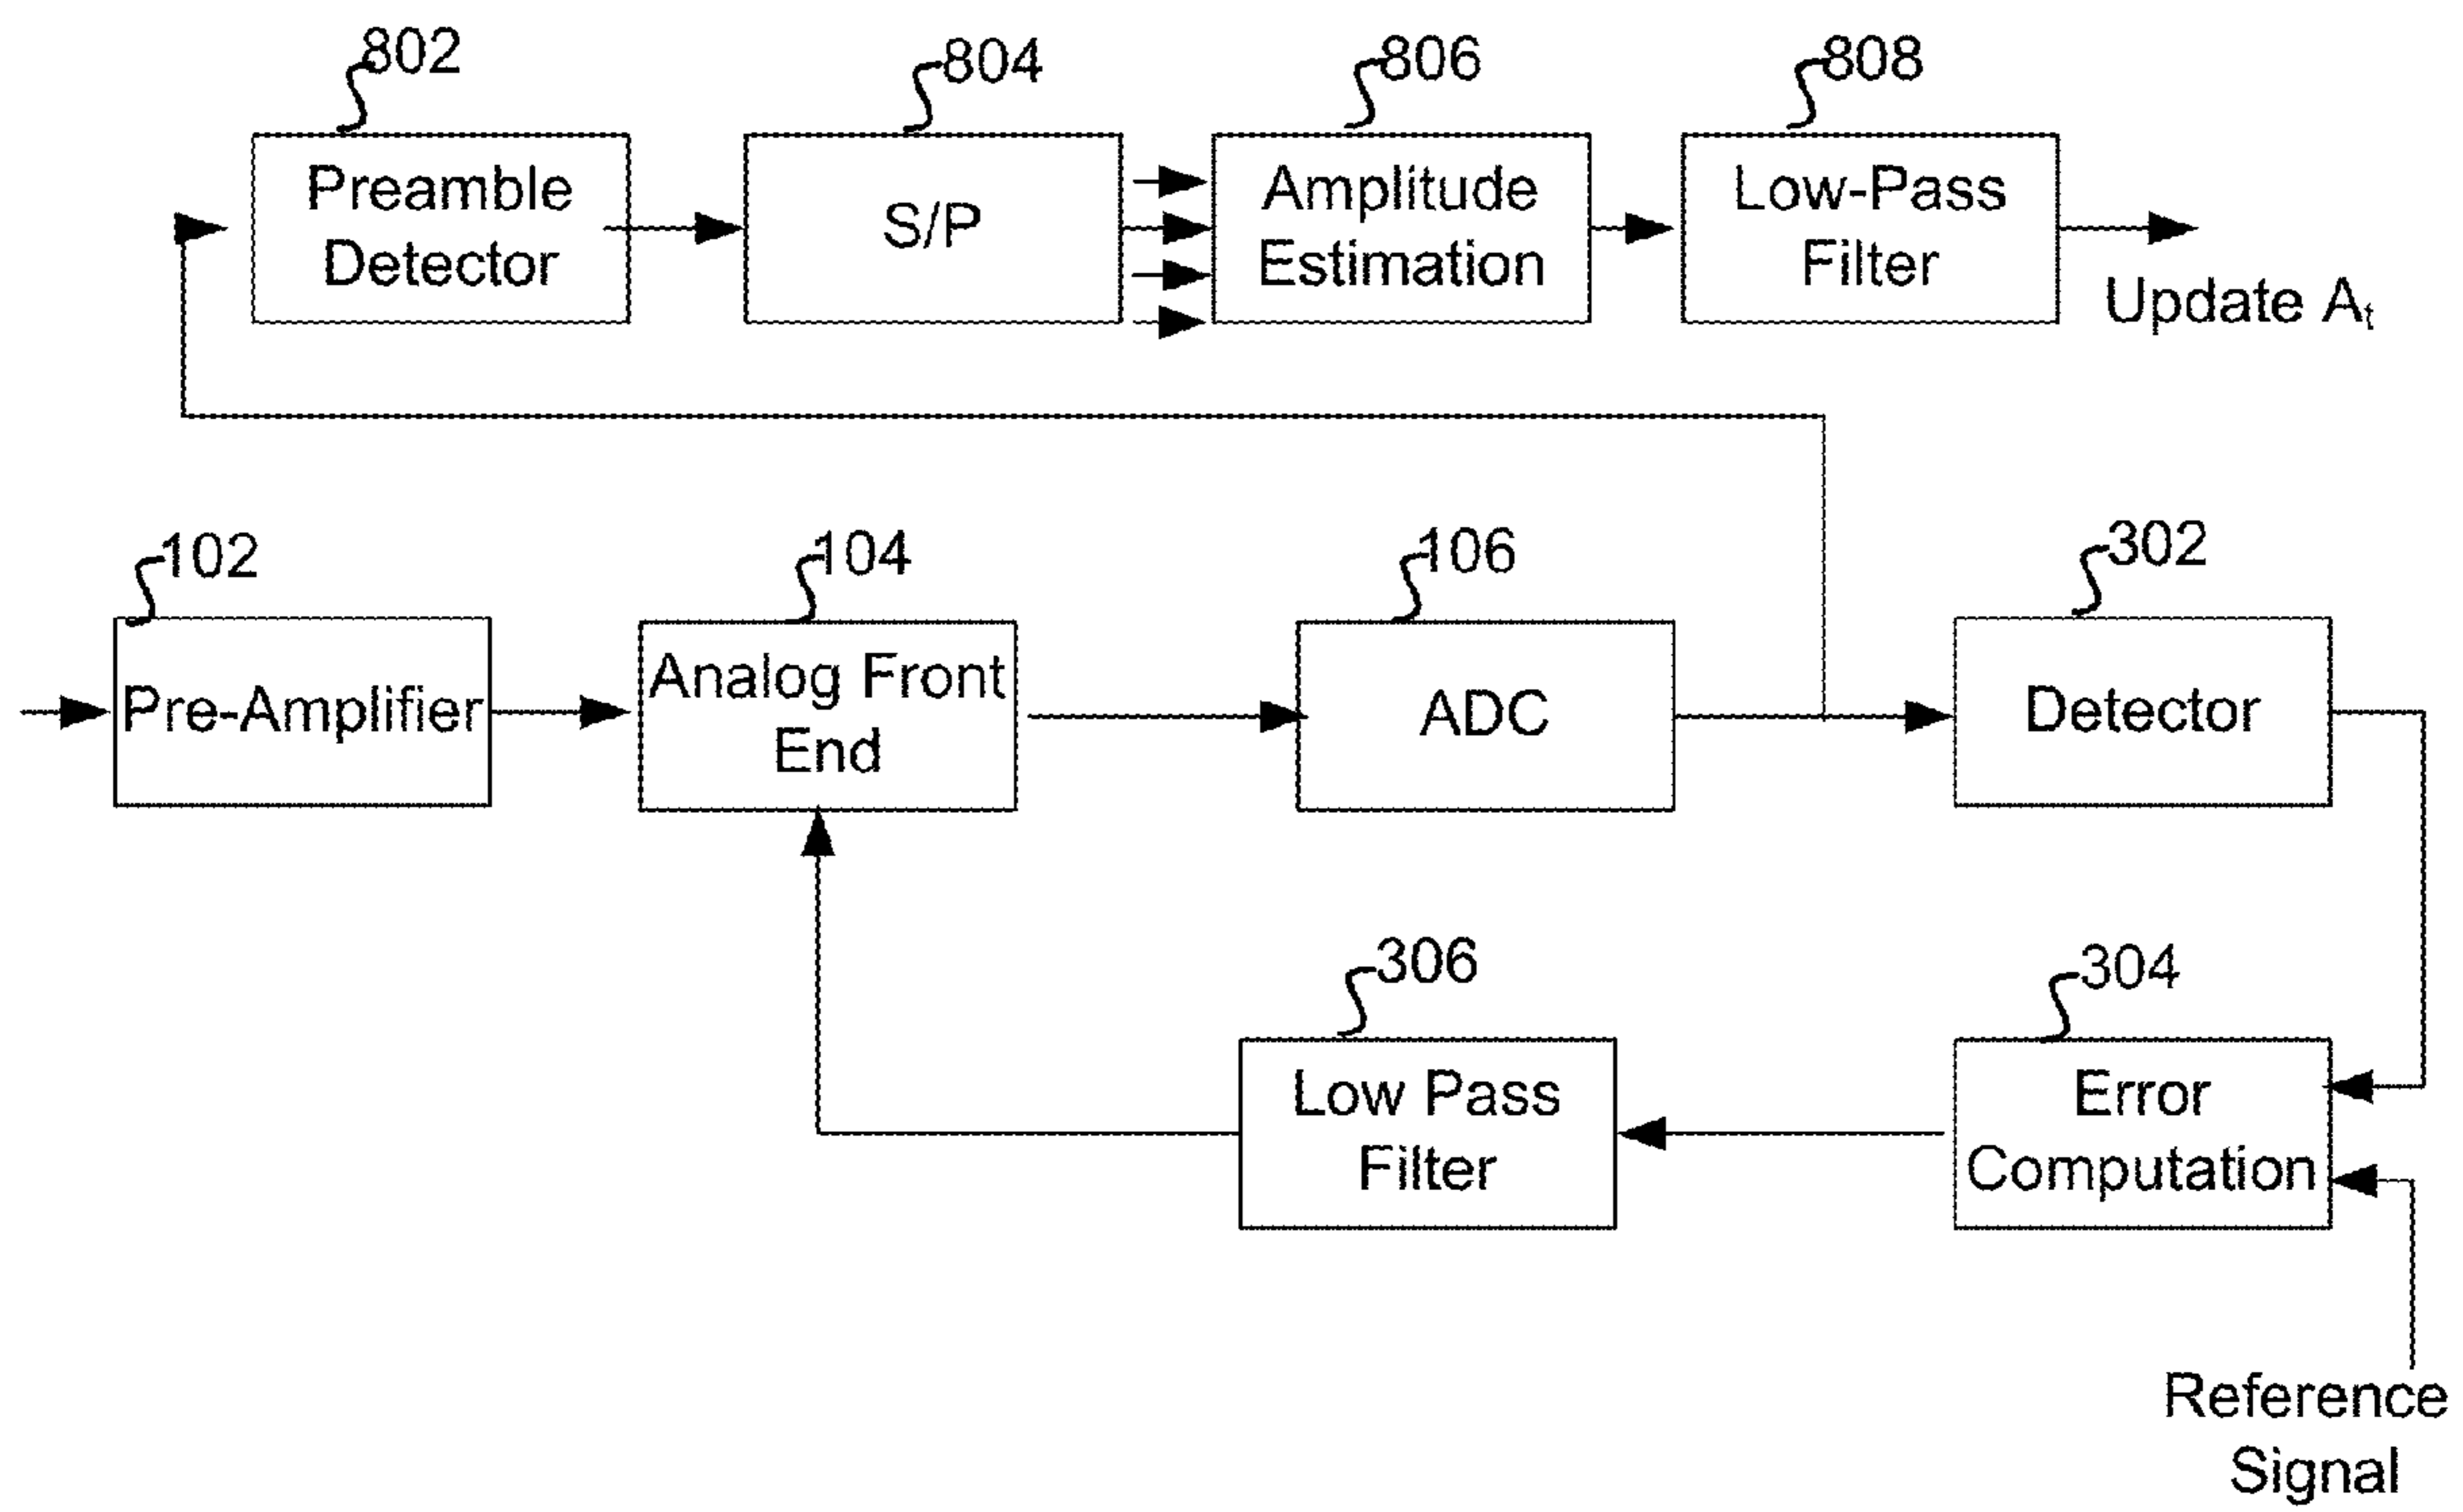 802
804
806
808
Preamble
Detector
S/P
Amplitude
Estimation
Low-Pass
Filter
Update At
102
104
106
302
Pre-Amplifier
Analog Front
End
ADC
Detector
306
304
Low Pass
Filter
Error
Computation
Reference
Signal